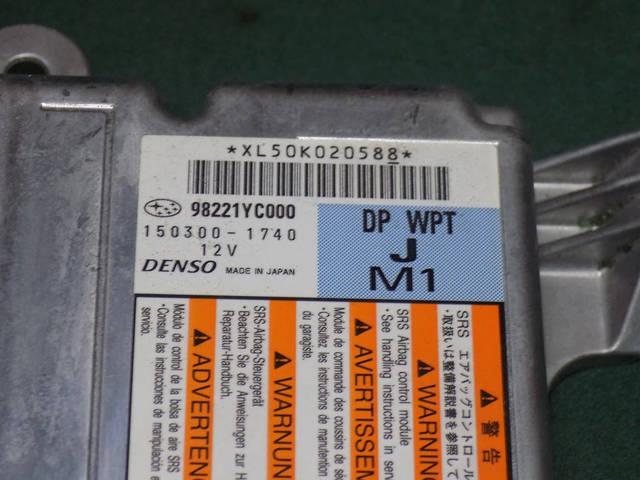 *XL50K020588*
98221YC000
150300-1740
12V
DENSO MADE IN JAPAN
DP WPT
J
M1
警告
SRS エアバッグコントロール
・取扱いは整備解説書を参照して
WARNING
SRS Airbag control module
・See handling instructions in
AVERTISSEM
Module de commande des coussins de
・Consultez les instructions de manutention
du garagiste.
WARNUN
SRS-Airbag-Steuergerät
・Beachten Sie die Anweisungen zur
Reparatur-Handbuch.
ADVERTEN
Módulo de control de la bolsa de aire SRS
・Consulte las instrucciones de manipulación
servicio.